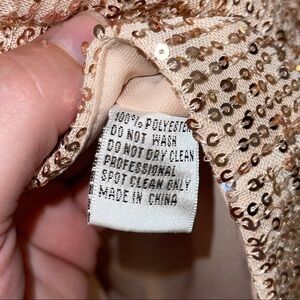 100% POLYESTER
DO NOT WASH
DO NOT DRY CLEAN
PROFESSIONAL
SPOT CLEAN ONLY
MADE IN CHINA